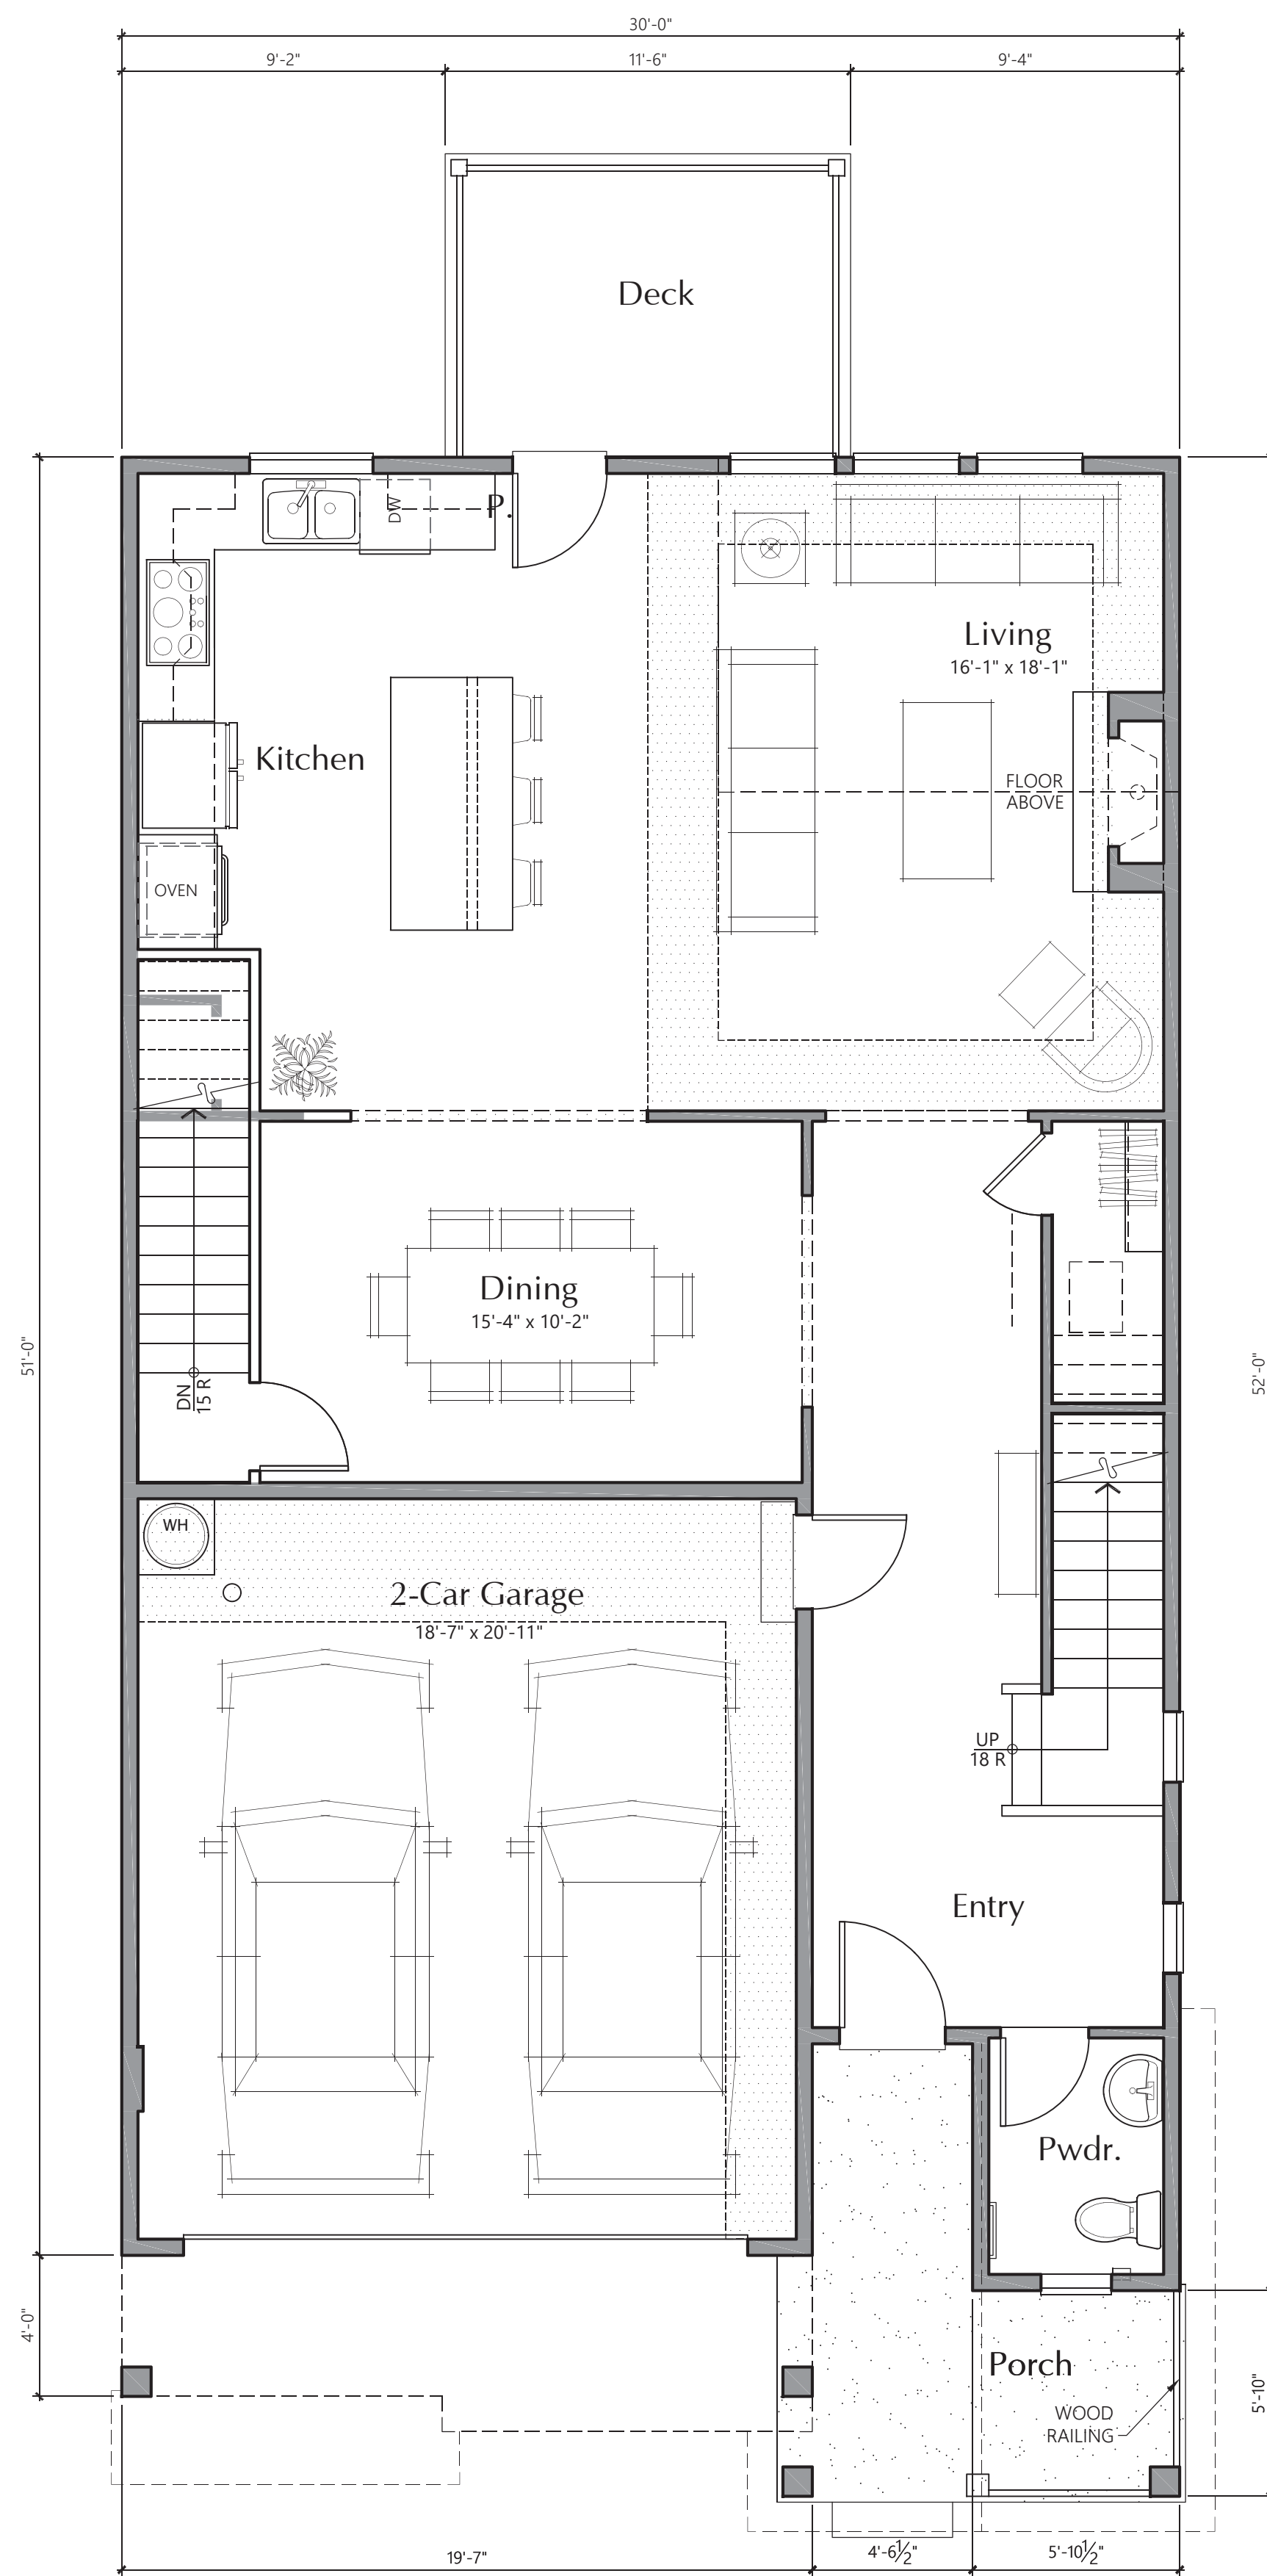 30'-0"
9'-2" 11'-6" 9'-4"
Deck
DW
P.
Living
16'-1" x 18'-1"
Kitchen
FLOOR
ABOVE
OVEN
51'-0"
52'-0"
Dining
15'-4" x 10'-2"
DN
15 R
WH
2-Car Garage
18'-7" x 20'-11"
UP
18 R
Entry
Pwdr.
4'-0"
Porch
5'-10"
WOOD
RAILING
19'-7" 4'-6½" 5'-10½"